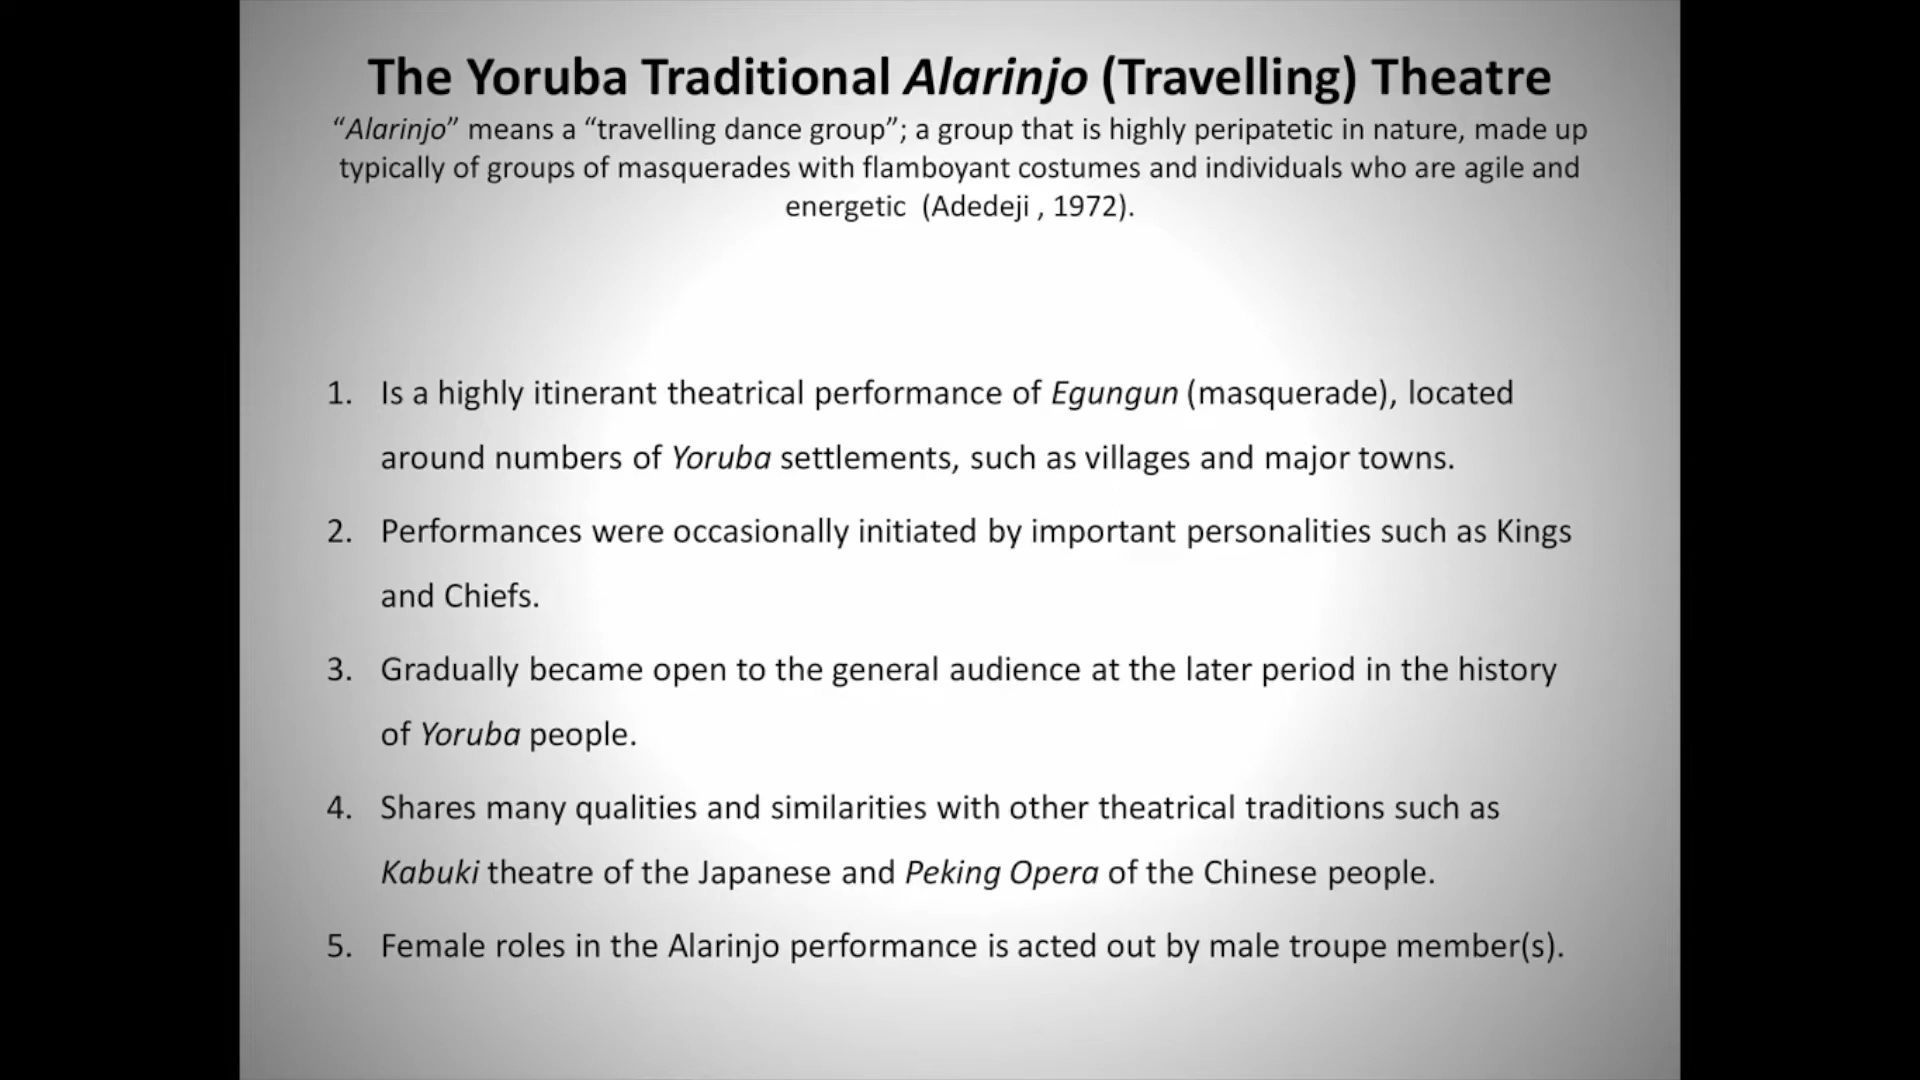 The Yoruba Traditional Alarinjo (Travelling) Theatre
“Alarinjo” means a “travelling dance group”; a group that is highly peripatetic in nature, made up
typically of groups of masquerades with flamboyant costumes and individuals who are agile and
energetic (Adedeji , 1972).
1. Is a highly itinerant theatrical performance of Egungun (masquerade), located
around numbers of Yoruba settlements, such as villages and major towns.
2. Performances were occasionally initiated by important personalities such as Kings
and Chiefs.
3. Gradually became open to the general audience at the later period in the history
of Yoruba people.
4. Shares many qualities and similarities with other theatrical traditions such as
Kabuki theatre of the Japanese and Peking Opera of the Chinese people.
5. Female roles in the Alarinjo performance is acted out by male troupe member(s).